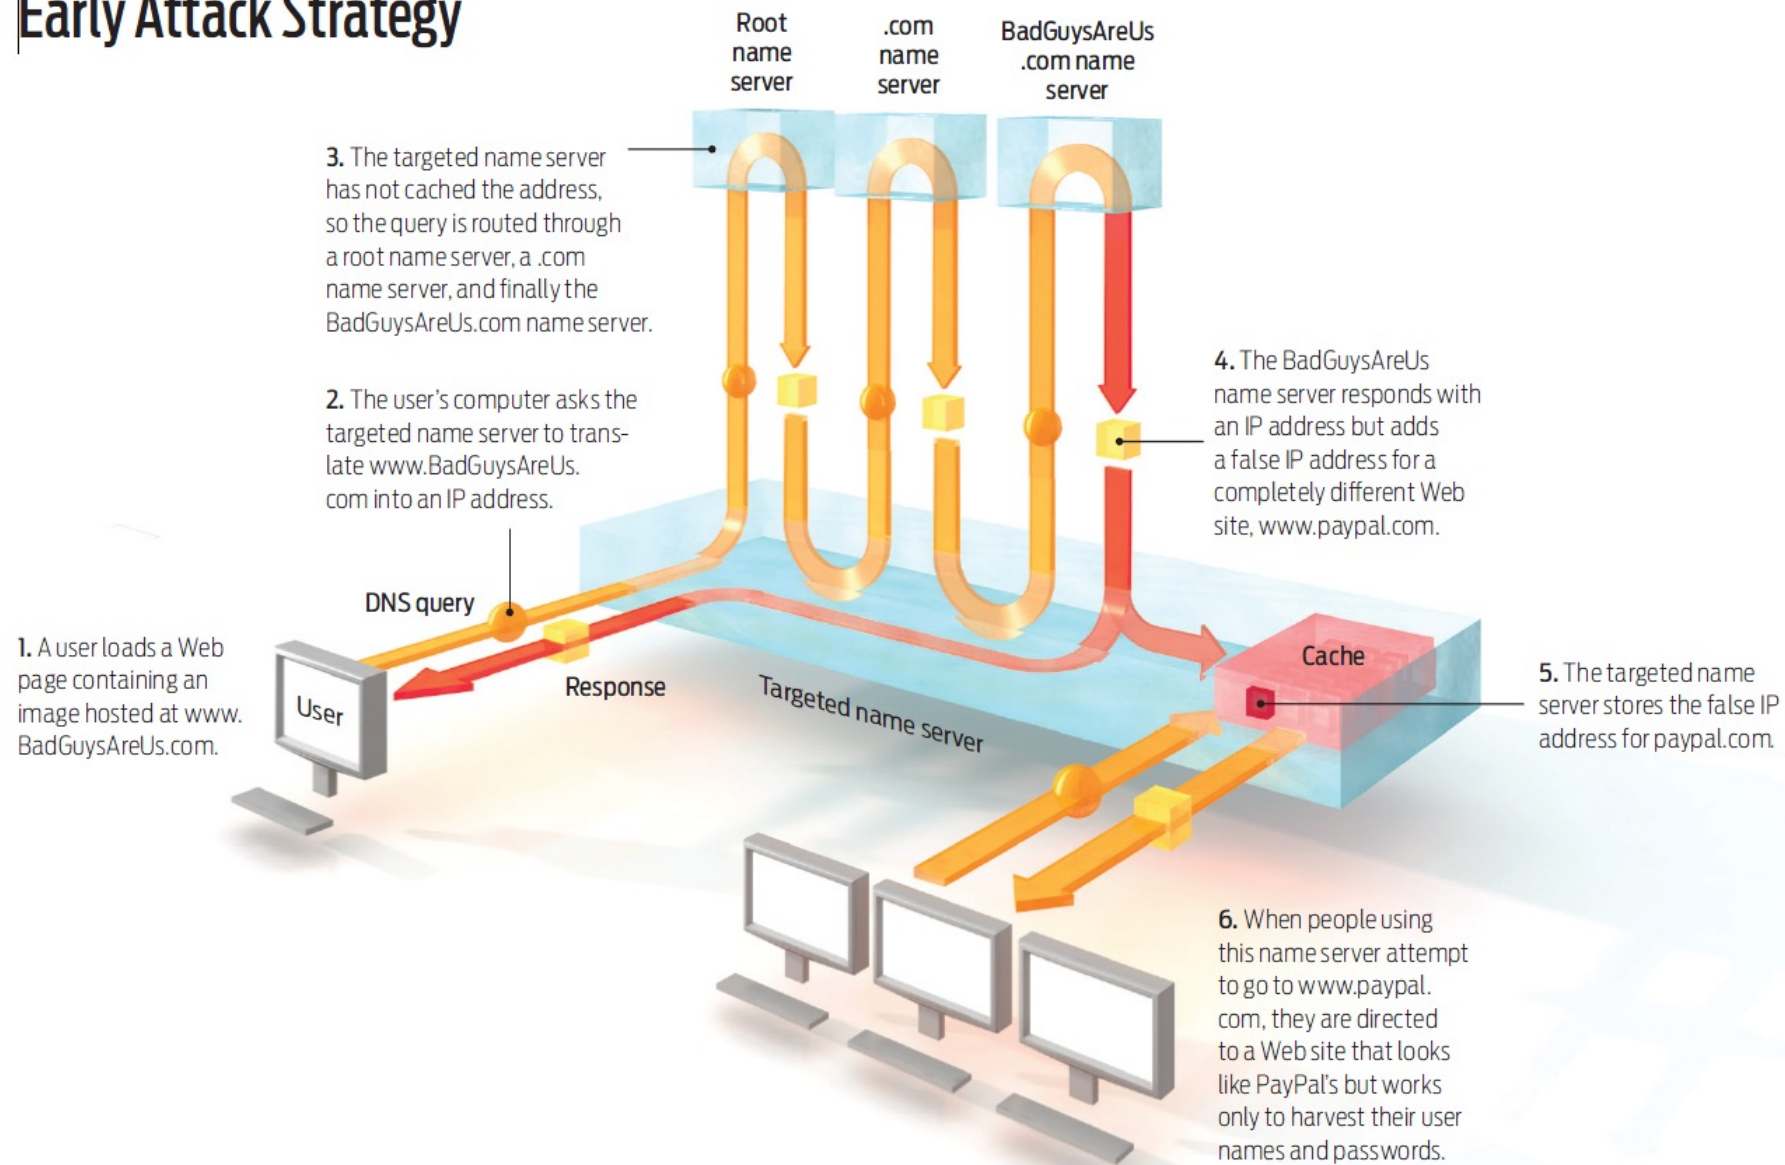 Early Attack Strategy
Root
name
server
.com
name
server
BadGuysAreUs
.com name
server
3. The targeted name server
has not cached the address,
so the query is routed through
a root name server, a .com
name server, and finally the
BadGuysAreUs.com name server.
2. The user’s computer asks the
targeted name server to trans-
late www.BadGuysAreUs.
com into an IP address.
4. The BadGuysAreUs
name server responds with
an IP address but adds
a false IP address for a
completely different Web
site, www.paypal.com.
DNS query
1. A user loads a Web
page containing an
image hosted at www.
BadGuysAreUs.com.
User
Response
Targeted name server
Cache
5. The targeted name
server stores the false IP
address for paypal.com.
6. When people using
this name server attempt
to go to www.paypal.
com, they are directed
to a Web site that looks
like PayPal’s but works
only to harvest their user
names and passwords.